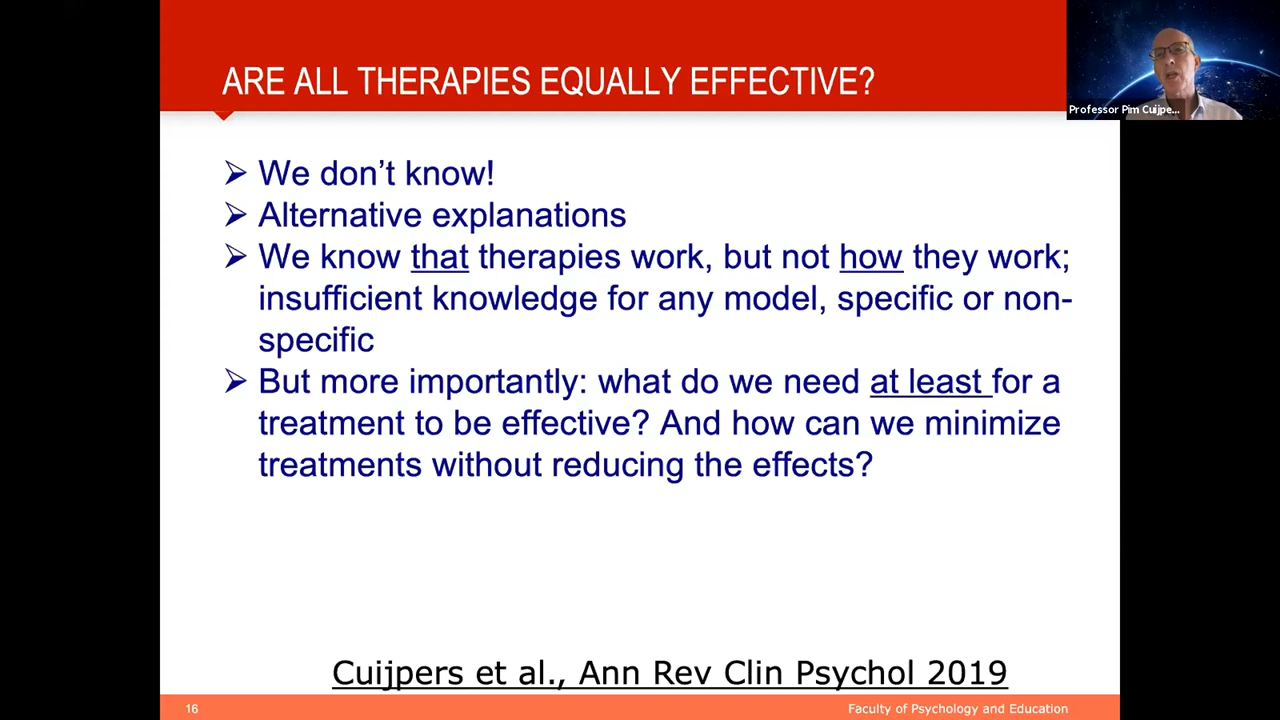 ARE ALL THERAPIES EQUALLY EFFECTIVE?
Professor Pim Cuijpe...
➢ We don’t know!
➢ Alternative explanations
➢ We know that therapies work, but not how they work;
insufficient knowledge for any model, specific or non-
specific
➢ But more importantly: what do we need at least for a
treatment to be effective? And how can we minimize
treatments without reducing the effects?
Cuijpers et al., Ann Rev Clin Psychol 2019
16
Faculty of Psychology and Education